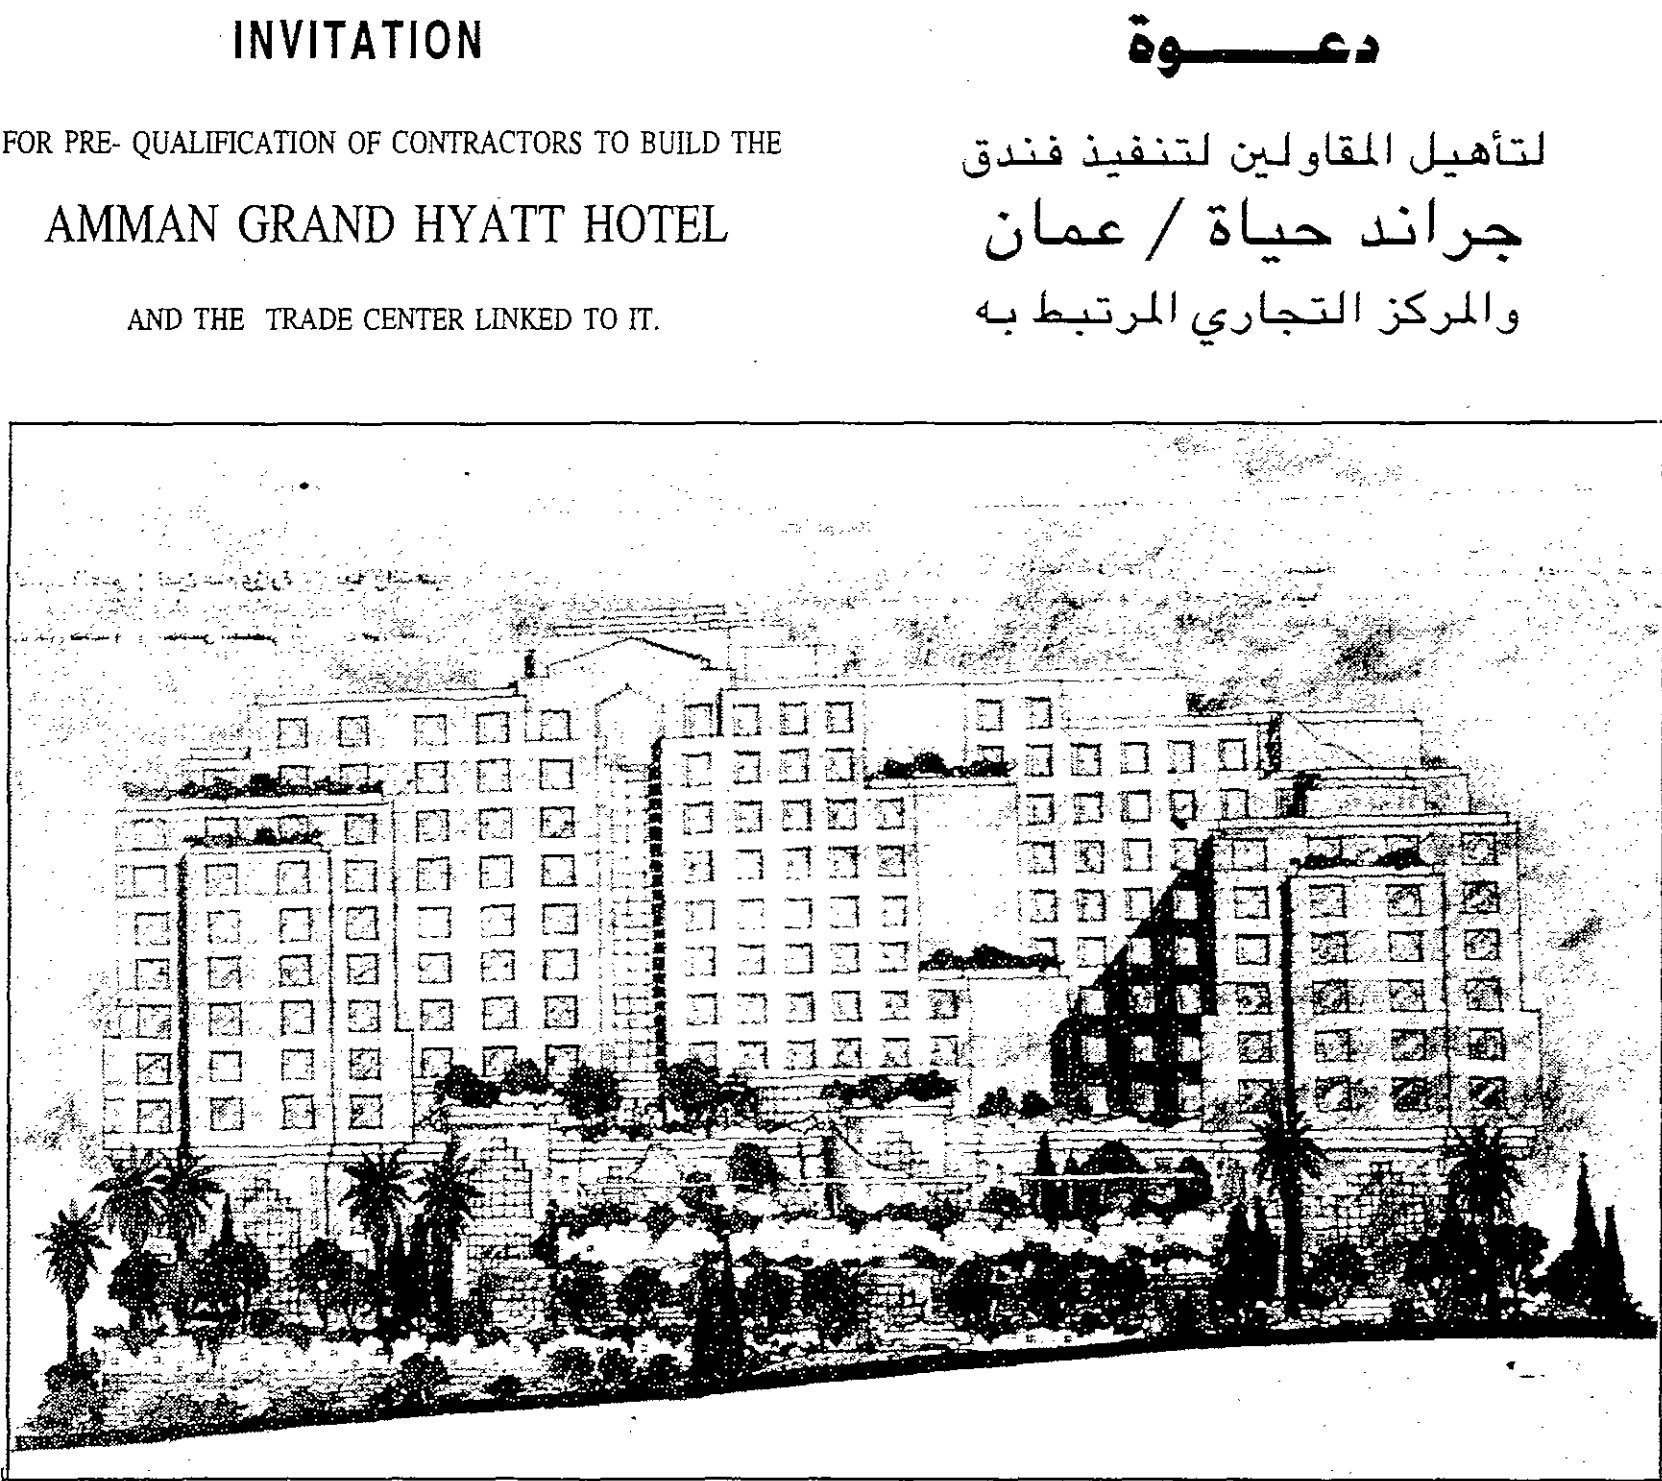 INVITATION
FOR PRE- QUALIFICATION OF CONTRACTORS TO BUILD THE
AMMAN GRAND HYATT HOTEL
AND THE TRADE CENTER LINKED TO IT.
دعوة
لتأهيل المقاولين لتنفيذ فندق
جراند حياة / عمان
والمركز التجاري المرتبط به